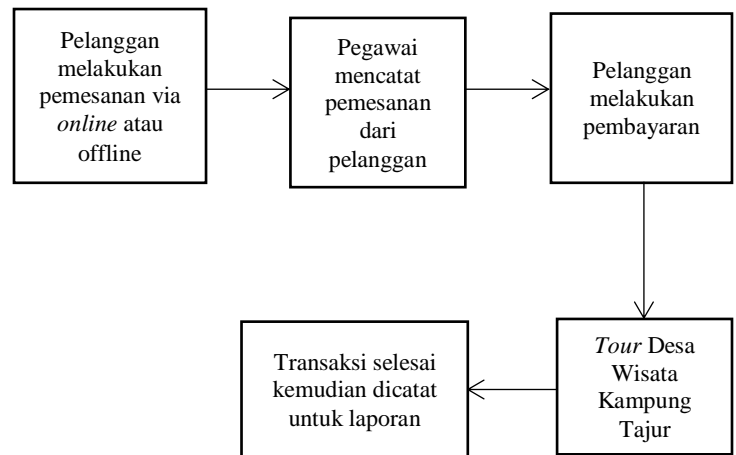 Pelanggan
melakukan
pemesanan via
online atau
offline
Pegawai
mencatat
pemesanan
dari
pelanggan
Pelanggan
melakukan
pembayaran
Tour Desa
Wisata
Kampung
Tajur
Transaksi selesai
kemudian dicatat
untuk laporan